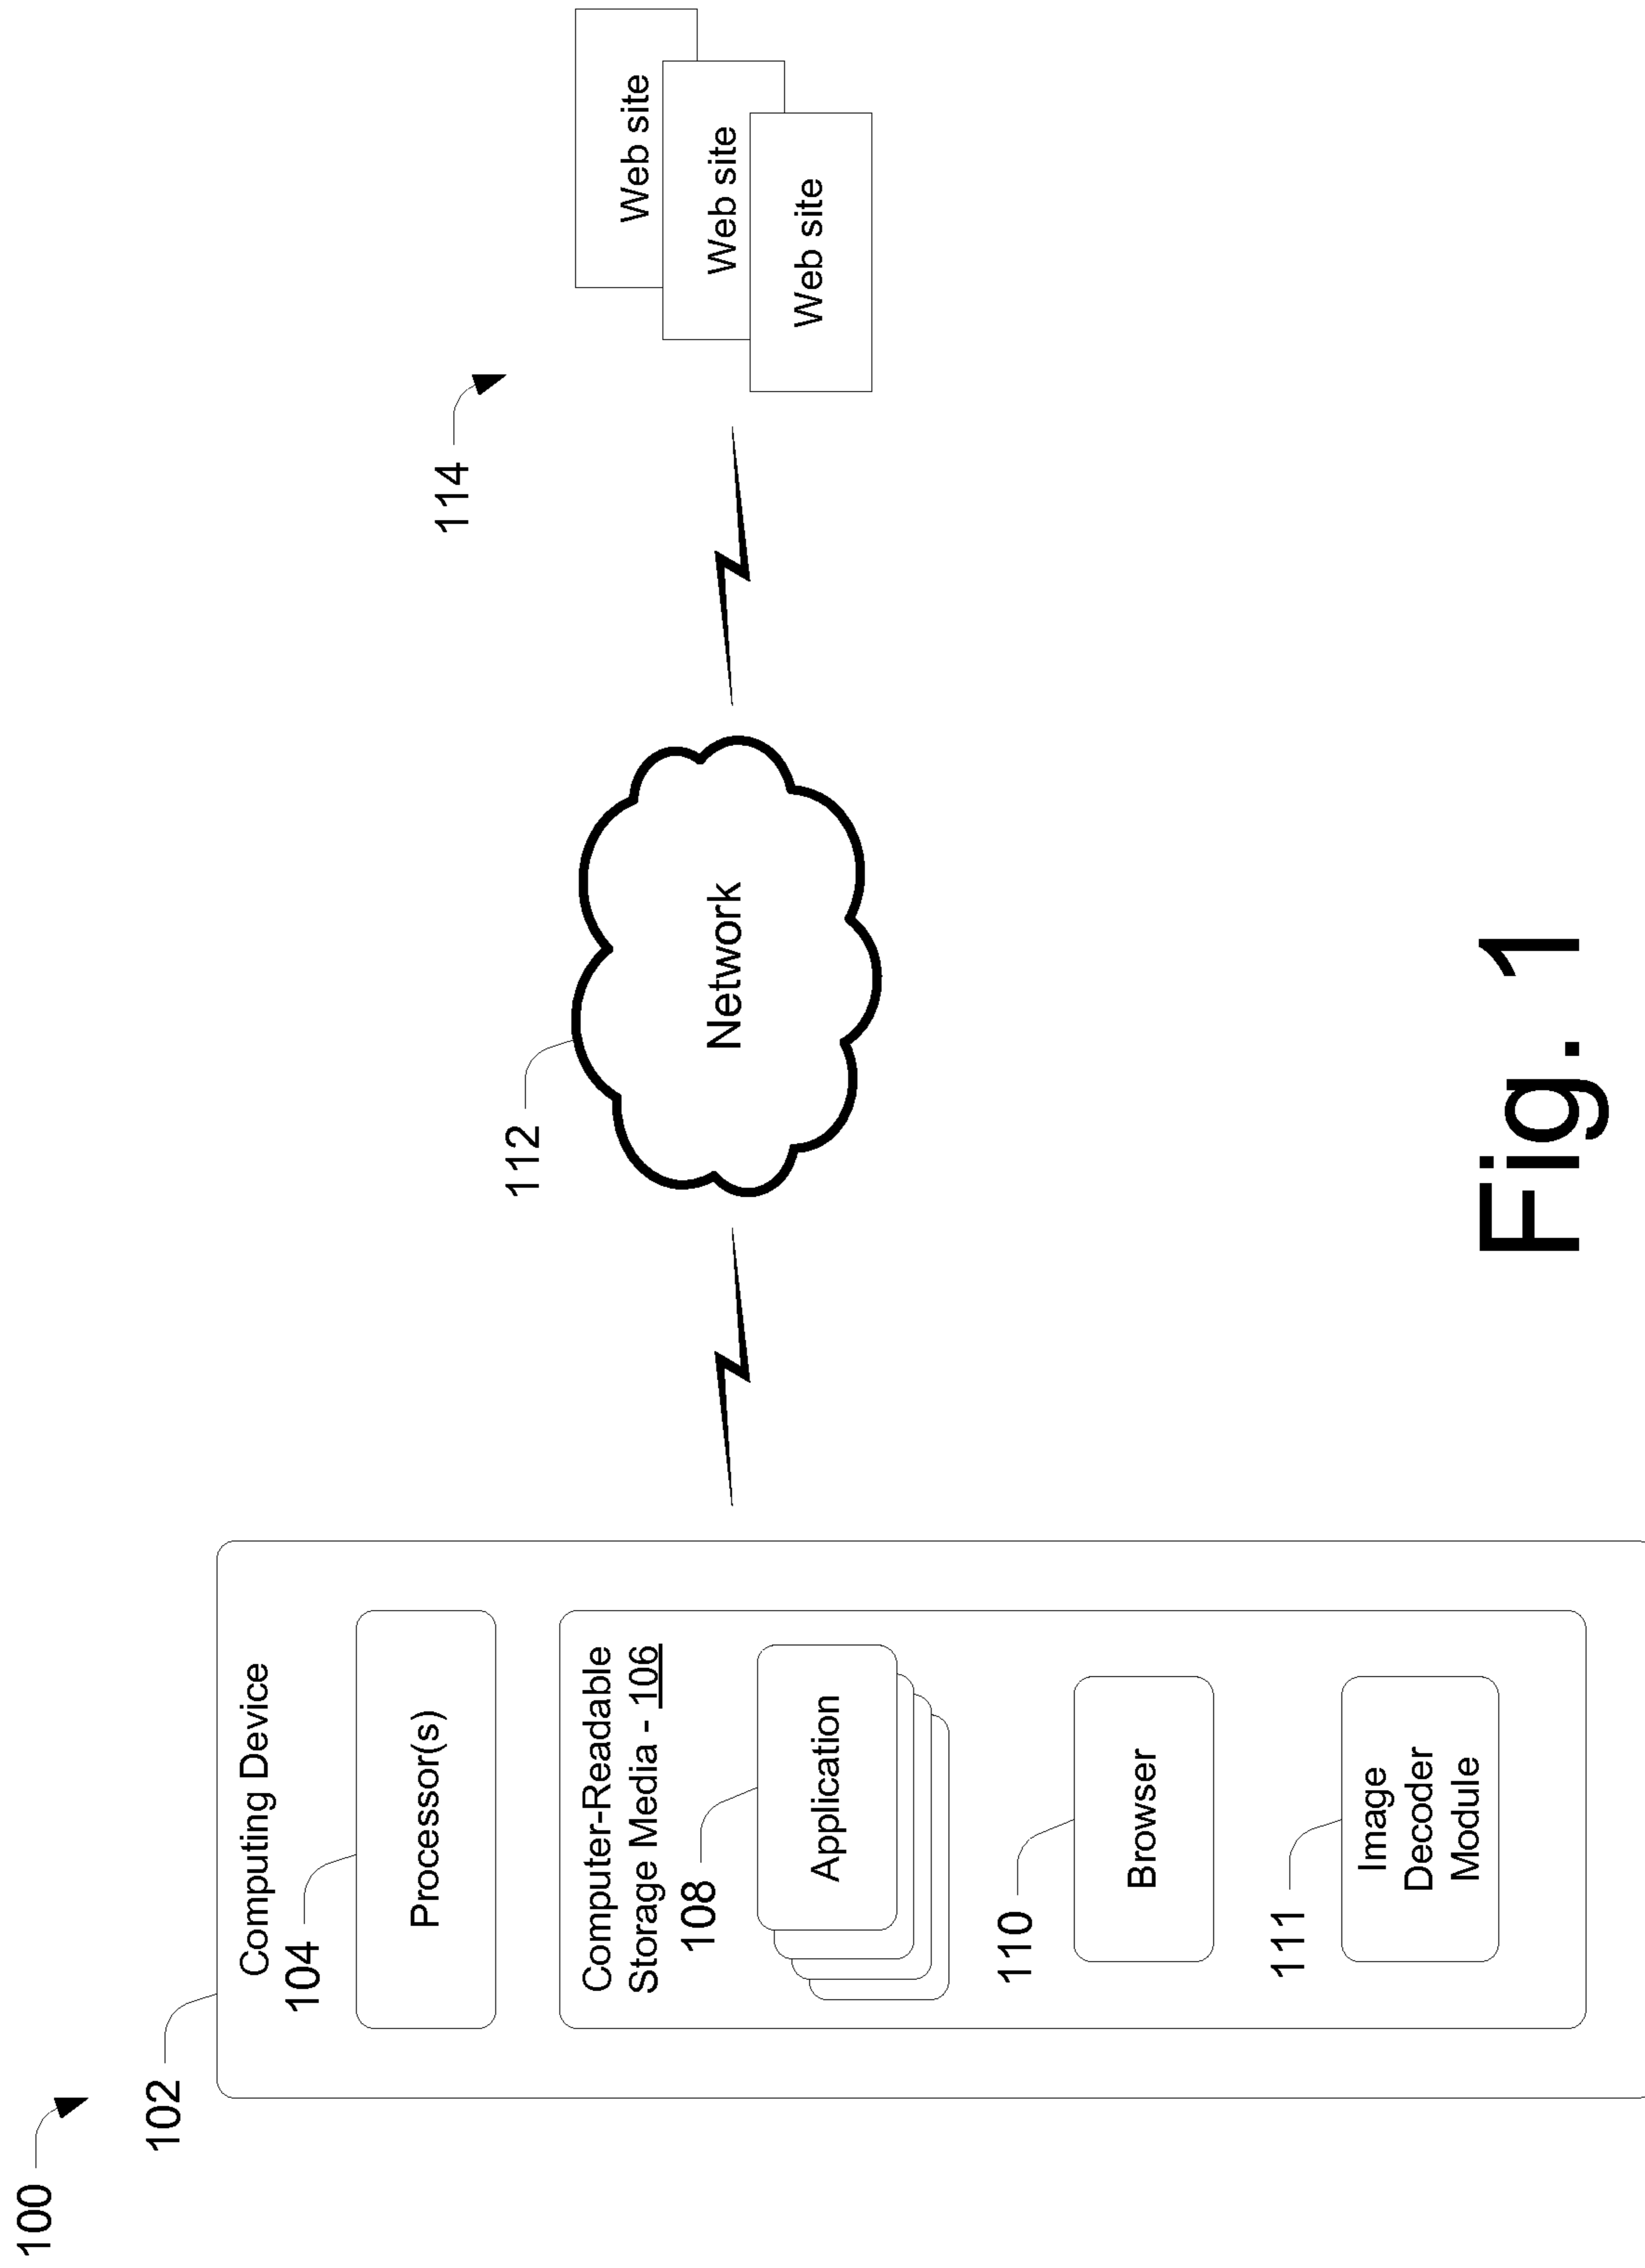 100
102
Computing Device
104
Processor(s)
Computer-Readable
Storage Media - 106
108
Application
110
Browser
111
Image
Decoder
Module
112
Network
114
Web site
Web site
Web site
Fig. 1